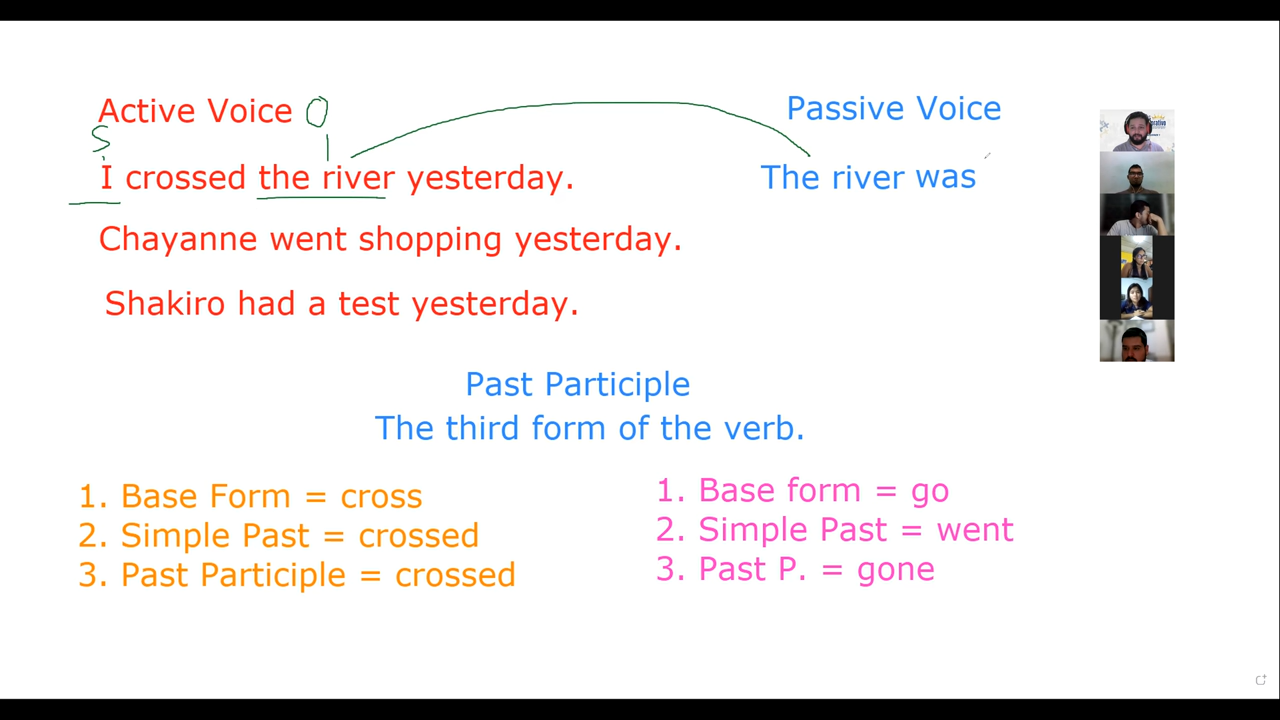 Active Voice O
Passive Voice
S
I crossed the river yesterday.
The river was
Chayanne went shopping yesterday.
Shakiro had a test yesterday.
Past Participle
The third form of the verb.
1. Base Form = cross
2. Simple Past = crossed
3. Past Participle = crossed
1. Base form = go
2. Simple Past = went
3. Past P. = gone